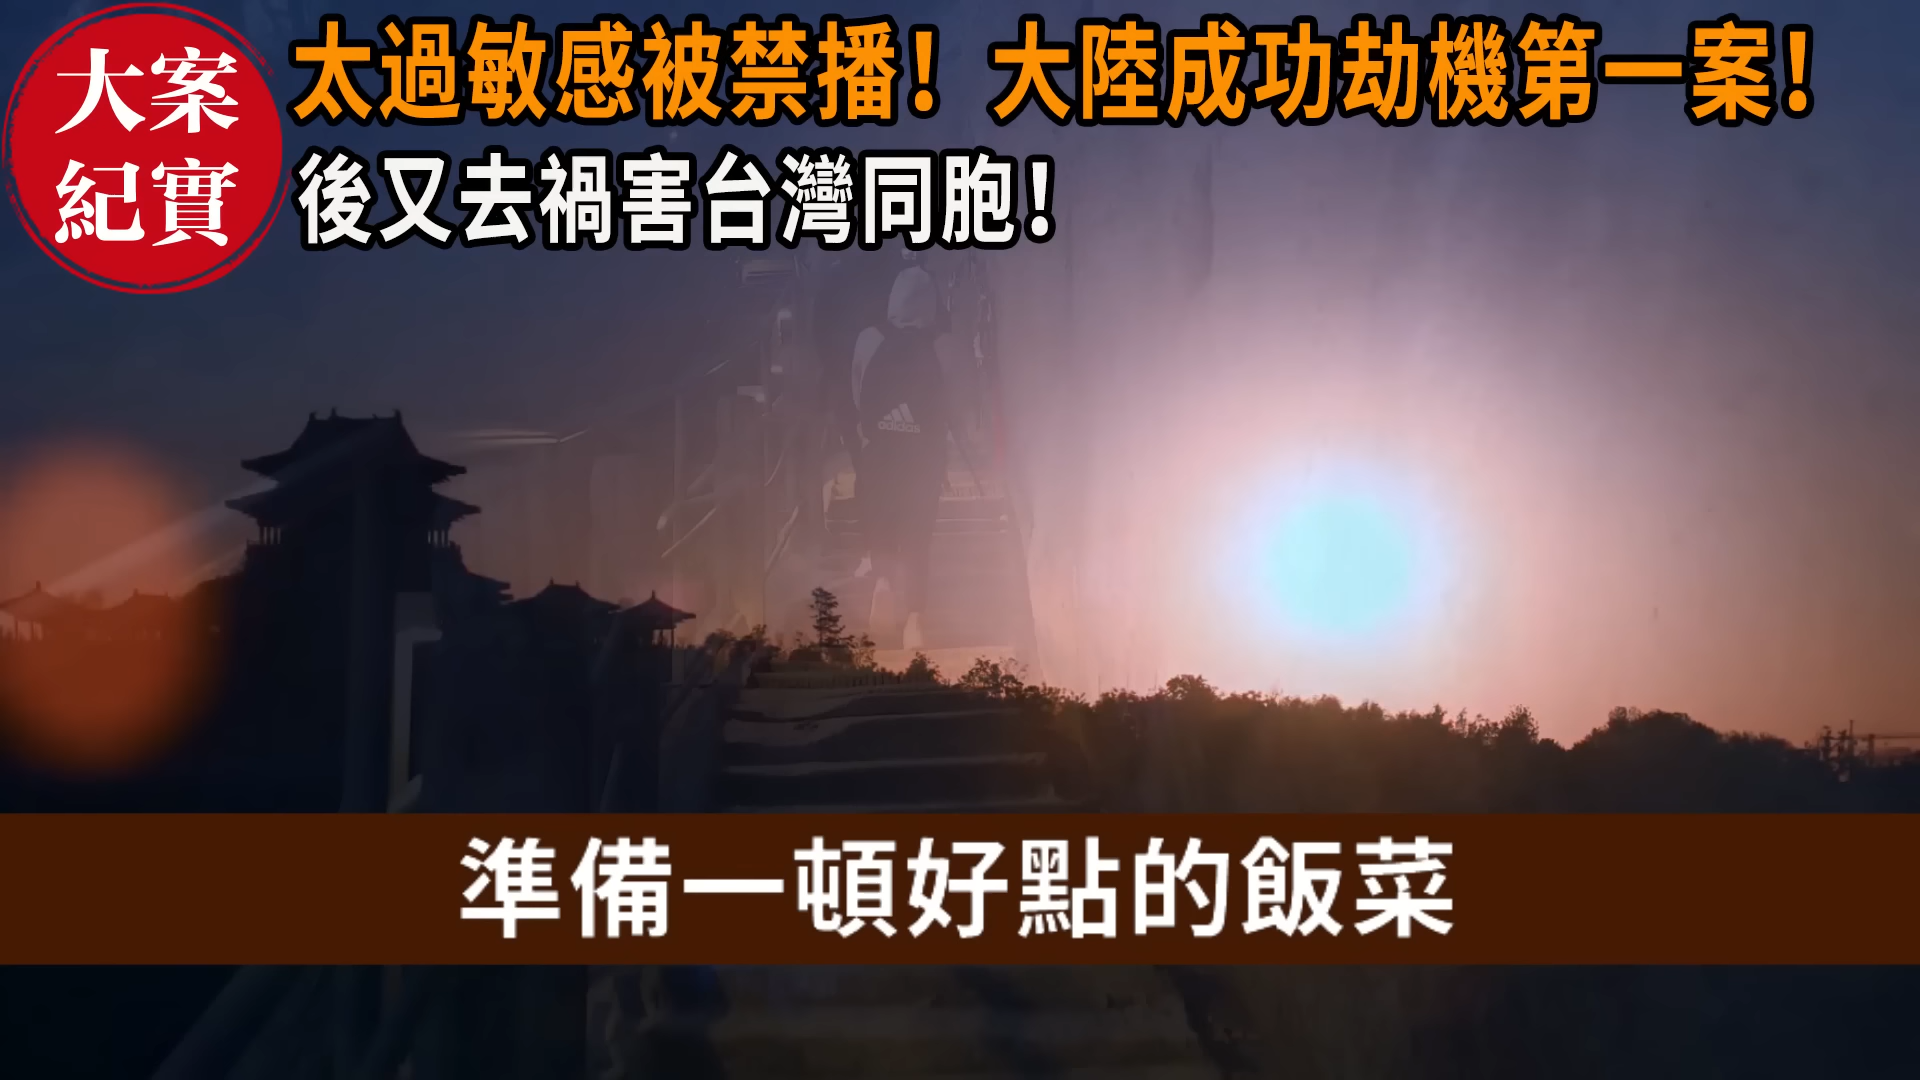 大案
紀實
太過敏感被禁播！大陸成功劫機第一案！
後又去禍害台灣同胞！
adidas
準備一頓好點的飯菜